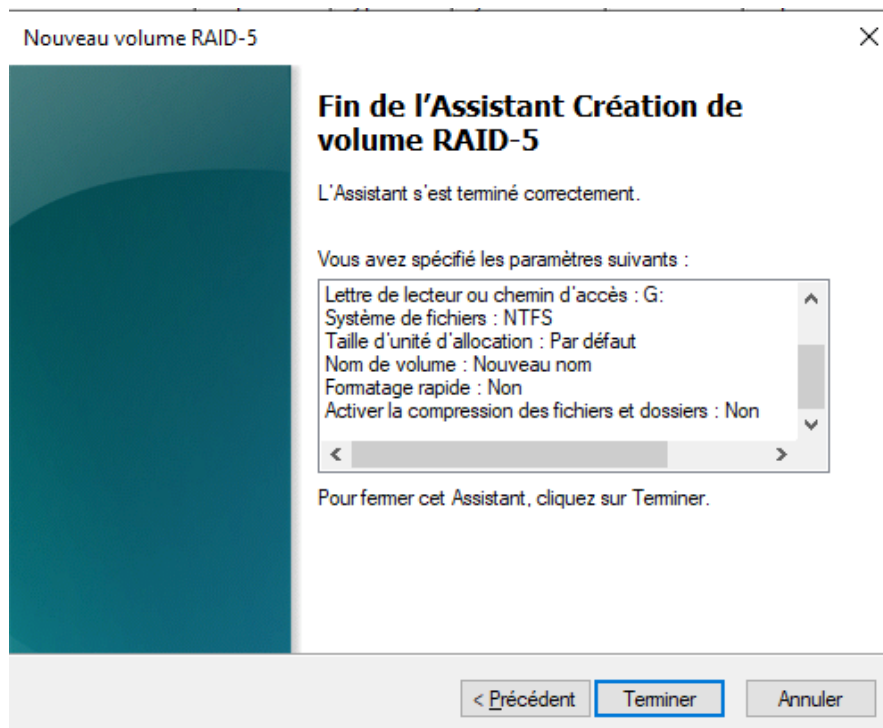 Nouveau volume RAID-5
Fin de l'Assistant Création de
volume RAID-5
L'Assistant s'est terminé correctement.
Vous avez spécifié les paramètres suivants :
Lettre de lecteur ou chemin d'accès : G:
Système de fichiers : NTFS
Taille d'unité d'allocation : Par défaut
Nom de volume : Nouveau nom
Formatage rapide : Non
Activer la compression des fichiers et dossiers : Non
Pour fermer cet Assistant, cliquez sur Terminer.
< Précédent
Terminer
Annuler